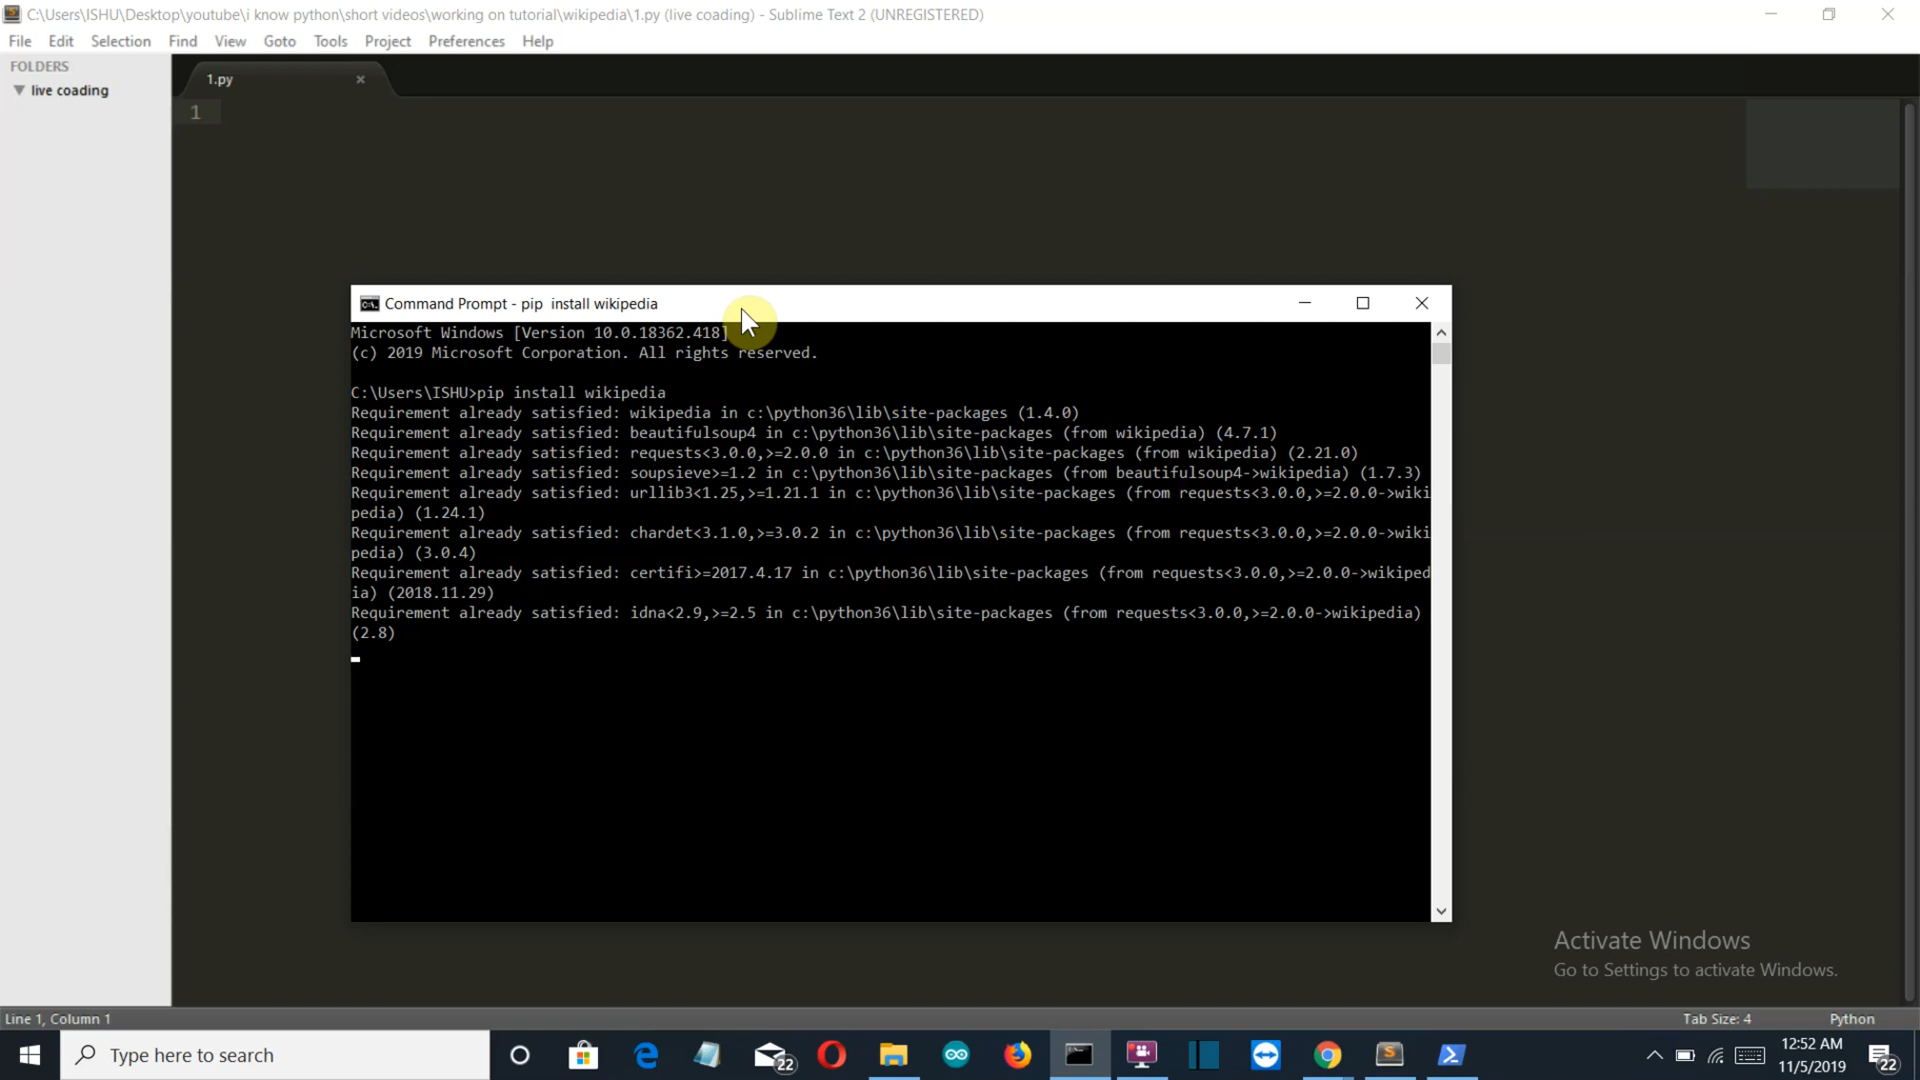 C:\Users\ISHU\Desktop\youtube\i know python\short videos\working on tutorial\wikipedia\1.py (live coading) - Sublime Text 2 (UNREGISTERED)
File Edit Selection Find View Goto Tools Project Preferences Help
FOLDERS
live coading
1.py
1
Command Prompt - pip  install wikipedia
Microsoft Windows [Version 10.0.18362.418]
(c) 2019 Microsoft Corporation. All rights reserved.
C:\Users\ISHU>pip install wikipedia
Requirement already satisfied: wikipedia in c:\python36\lib\site-packages (1.4.0)
Requirement already satisfied: beautifulsoup4 in c:\python36\lib\site-packages (from wikipedia) (4.7.1)
Requirement already satisfied: requests<3.0.0,>=2.0.0 in c:\python36\lib\site-packages (from wikipedia) (2.21.0)
Requirement already satisfied: soupsieve>=1.2 in c:\python36\lib\site-packages (from beautifulsoup4->wikipedia) (1.7.3)
Requirement already satisfied: urllib3<1.25,>=1.21.1 in c:\python36\lib\site-packages (from requests<3.0.0,>=2.0.0->wiki
pedia) (1.24.1)
Requirement already satisfied: chardet<3.1.0,>=3.0.2 in c:\python36\lib\site-packages (from requests<3.0.0,>=2.0.0->wiki
pedia) (3.0.4)
Requirement already satisfied: certifi>=2017.4.17 in c:\python36\lib\site-packages (from requests<3.0.0,>=2.0.0->wikiped
ia) (2018.11.29)
Requirement already satisfied: idna<2.9,>=2.5 in c:\python36\lib\site-packages (from requests<3.0.0,>=2.0.0->wikipedia)
(2.8)
Activate Windows
Go to Settings to activate Windows.
Line 1, Column 1
Tab Size: 4
Python
Type here to search
22
12:52 AM
11/5/2019
22